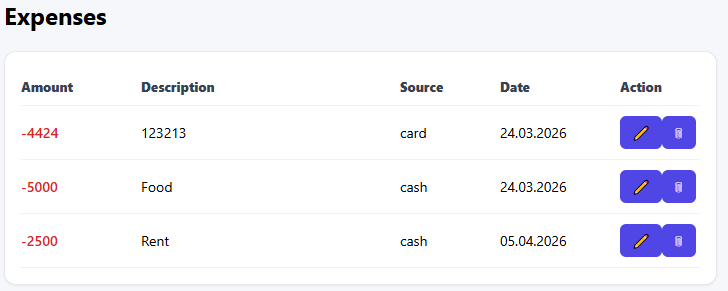 Expenses
Amount Description Source Date Action
-4424 123213 card 24.03.2026
-5000 Food cash 24.03.2026
-2500 Rent cash 05.04.2026